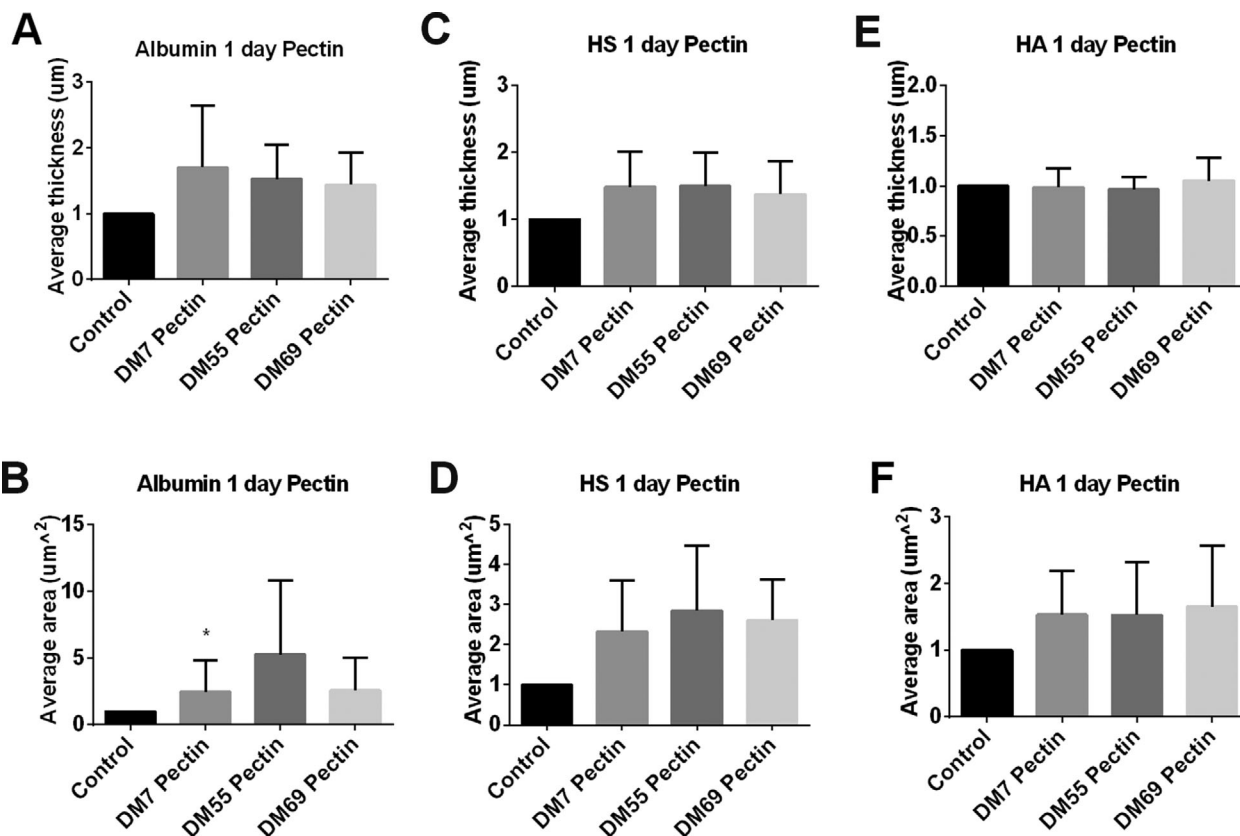 A
Albumin 1 day Pectin
Average thickness (um)
3
2
1
0
Control
DM7 Pectin
DM55 Pectin
DM69 Pectin
C
HS 1 day Pectin
Average thickness (um)
3
2
1
0
Control
DM7 Pectin
DM55 Pectin
DM69 Pectin
E
HA 1 day Pectin
Average thickness (um)
2.0
1.5
1.0
0.5
0.0
Control
DM7 Pectin
DM55 Pectin
DM69 Pectin
B
Albumin 1 day Pectin
Average area (um^2)
15
10
5
0
*
Control
DM7 Pectin
DM55 Pectin
DM69 Pectin
D
HS 1 day Pectin
Average area (um^2)
5
4
3
2
1
0
Control
DM7 Pectin
DM55 Pectin
DM69 Pectin
F
HA 1 day Pectin
Average area (um^2)
3
2
1
0
Control
DM7 Pectin
DM55 Pectin
DM69 Pectin